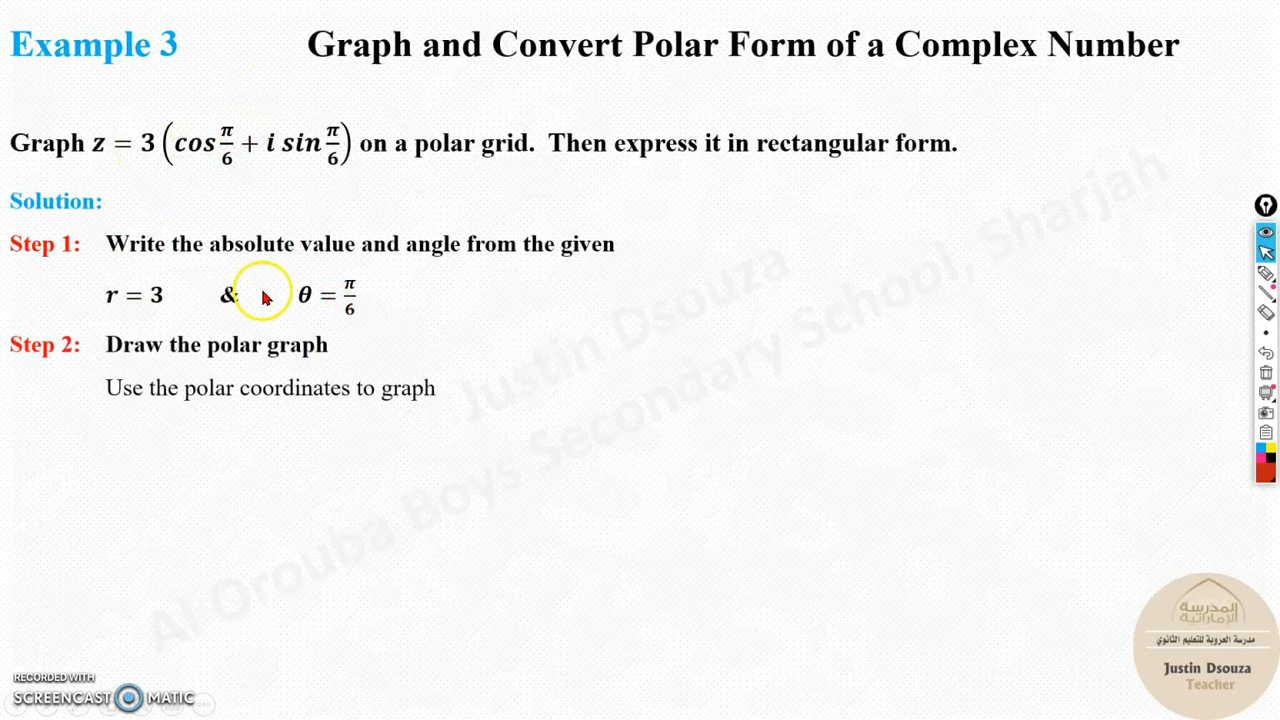 Example 3
Graph and Convert Polar Form of a Complex Number
Graph z = 3 (cos π/6 + i sin π/6) on a polar grid. Then express it in rectangular form.
Solution:
Step 1: Write the absolute value and angle from the given
r = 3 & θ = π/6
Step 2: Draw the polar graph
Use the polar coordinates to graph
Justin Dsouza
Al Orouba Boys Secondary School, Sharjah
المدرسة
الإماراتية
مدرسة العروبة للتعليم الثانوي
Justin Dsouza
Teacher
RECORDED WITH
SCREENCAST MATIC